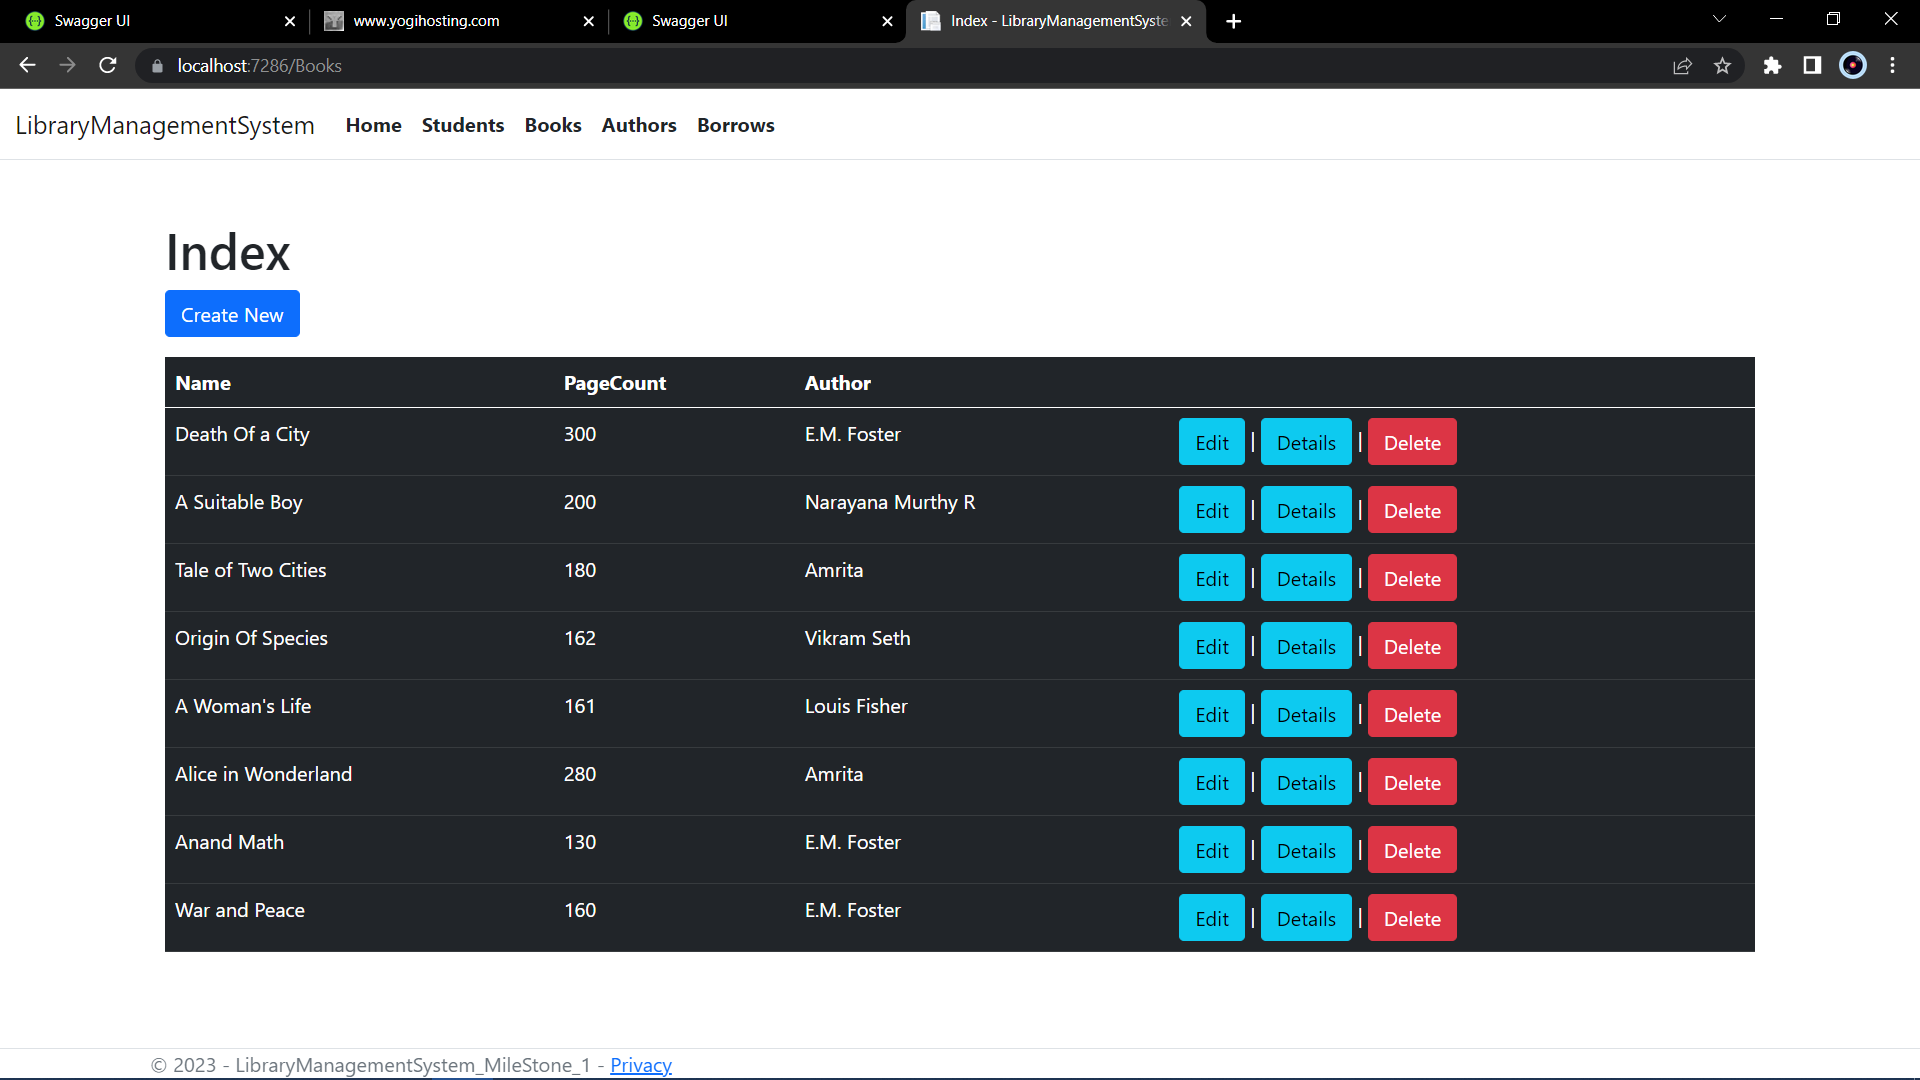 Swagger UI
www.yogihosting.com
Swagger UI
Index - LibraryManagementSyste
localhost:7286/Books
LibraryManagementSystem Home Students Books Authors Borrows
Index
Create New
Name PageCount Author
Death Of a City 300 E.M. Foster Edit | Details | Delete
A Suitable Boy 200 Narayana Murthy R Edit | Details | Delete
Tale of Two Cities 180 Amrita Edit | Details | Delete
Origin Of Species 162 Vikram Seth Edit | Details | Delete
A Woman's Life 161 Louis Fisher Edit | Details | Delete
Alice in Wonderland 280 Amrita Edit | Details | Delete
Anand Math 130 E.M. Foster Edit | Details | Delete
War and Peace 160 E.M. Foster Edit | Details | Delete
© 2023 - LibraryManagementSystem_MileStone_1 - Privacy